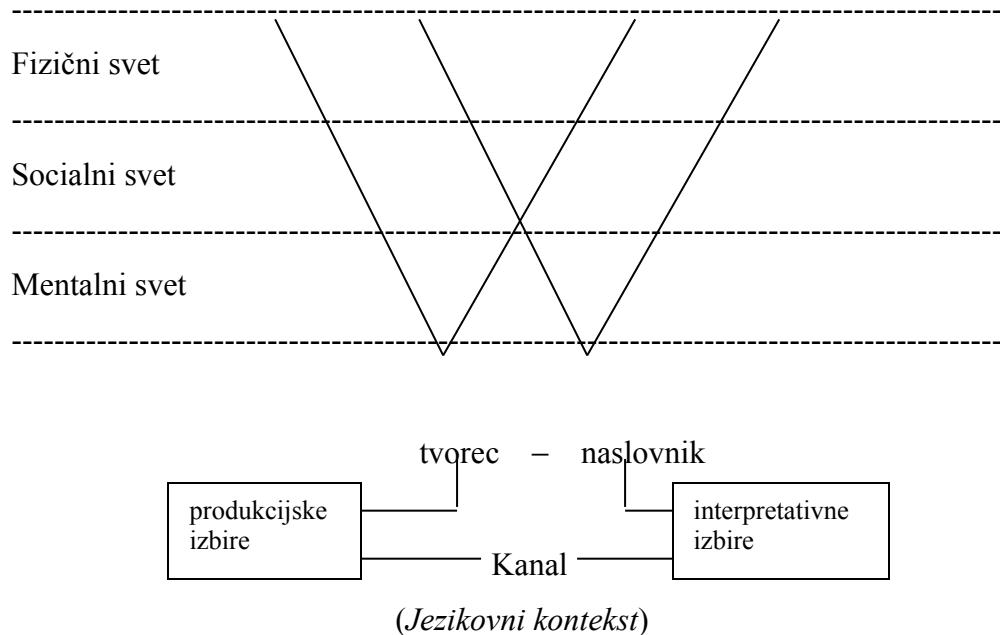 Fizični svet
Socialni svet
Mentalni svet
tvorec – naslovnik
produkcijske
izbire
interpretativne
izbire
Kanal
(Jezikovni kontekst)